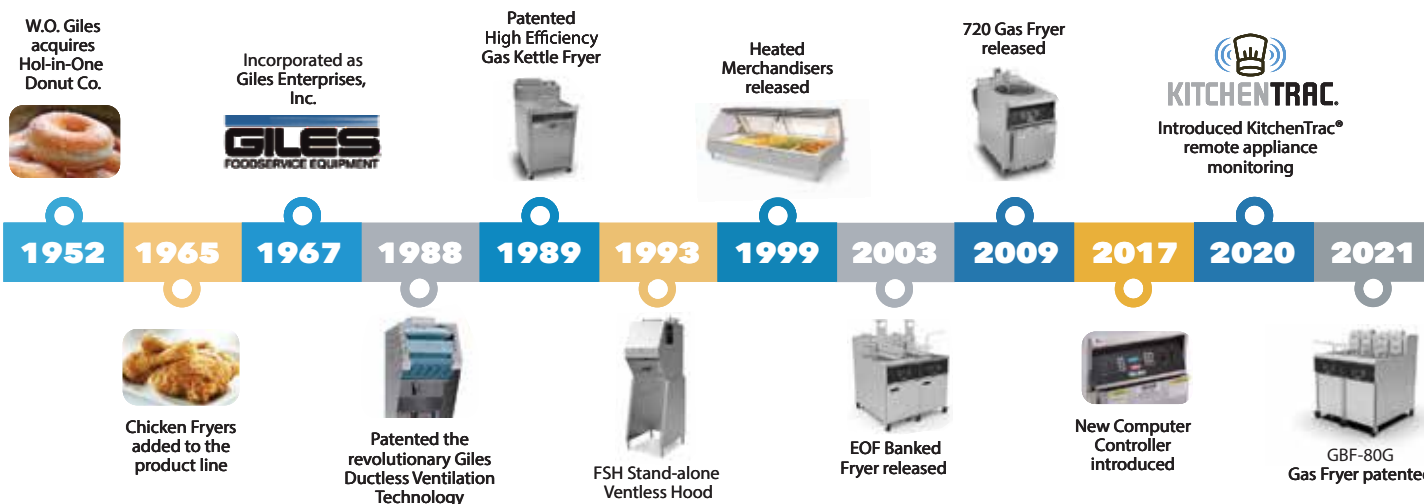 W.O. Giles
acquires
Hol-in-One
Donut Co.
Incorporated as
Giles Enterprises,
Inc.
GILES
FOODSERVICE EQUIPMENT
Patented
High Efficiency
Gas Kettle Fryer
Heated
Merchandisers
released
720 Gas Fryer
released
KITCHENTRAC.
Introduced KitchenTrac®
remote appliance
monitoring
1952 1965 1967 1988 1989 1993 1999 2003 2009 2017 2020 2021
Chicken Fryers
added to the
product line
Patented the
revolutionary Giles
Ductless Ventilation
Technology
FSH Stand-alone
Ventless Hood
EOF Banked
Fryer released
New Computer
Controller
introduced
GBF-80G
Gas Fryer patented